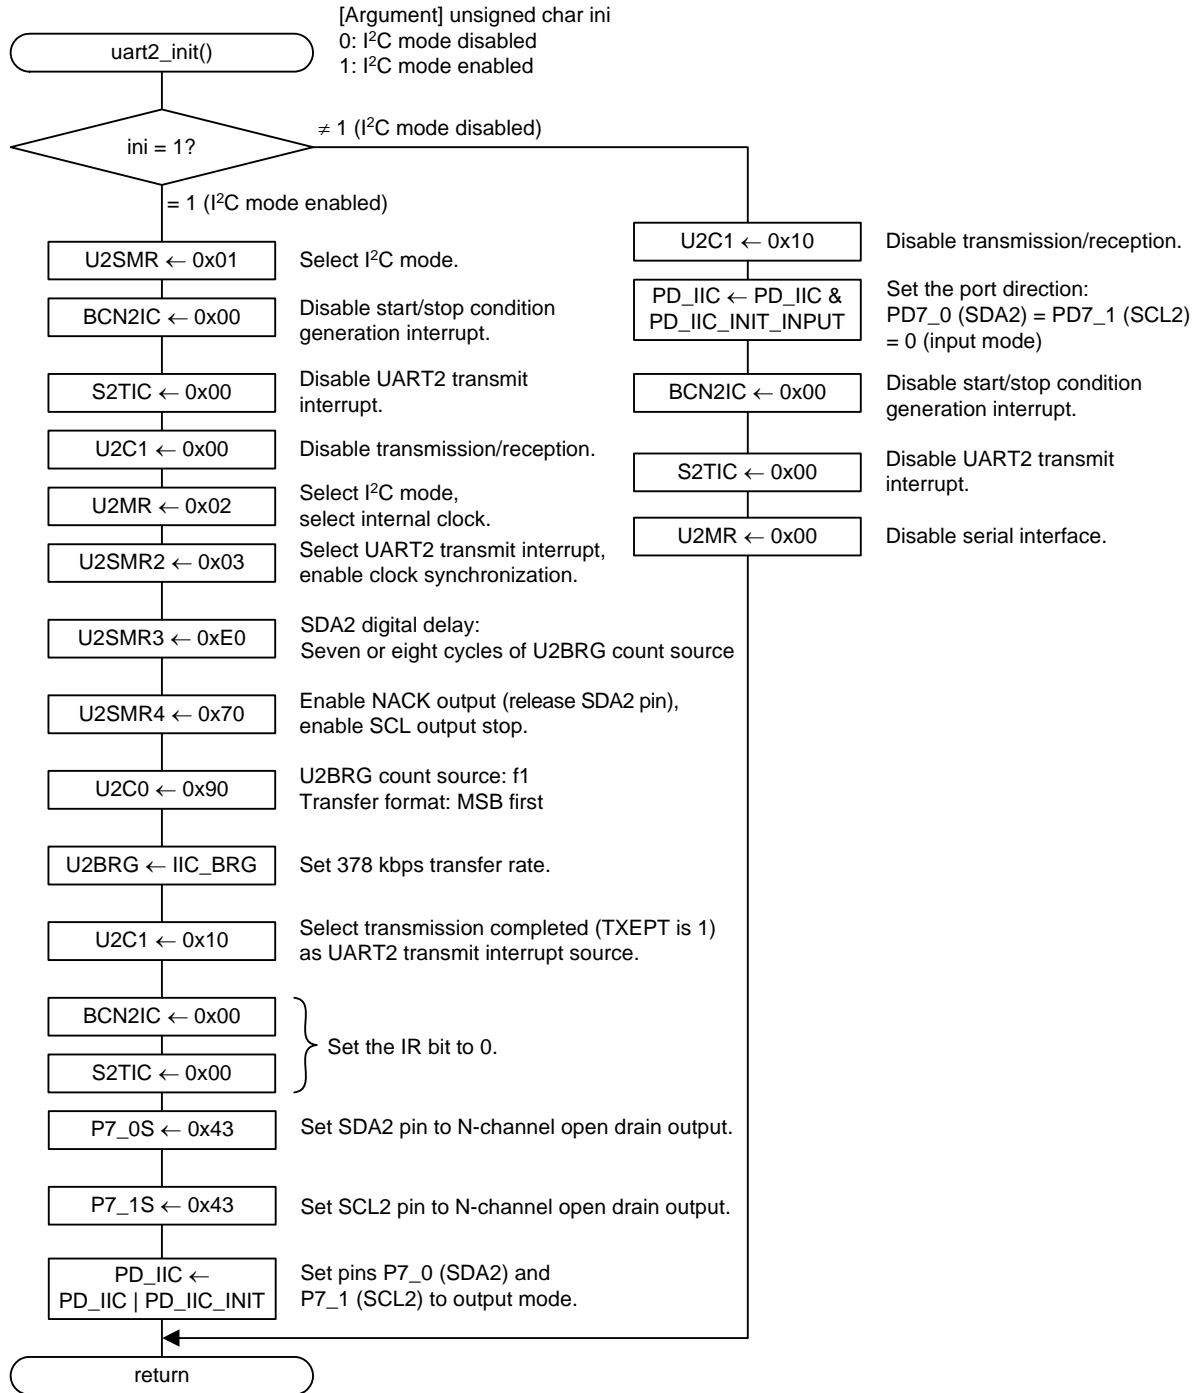 [Argument] unsigned char ini
0: I²C mode disabled
1: I²C mode enabled
uart2_init()
ini = 1?
≠ 1 (I²C mode disabled)
= 1 (I²C mode enabled)
U2SMR ← 0x01
Select I²C mode.
BCN2IC ← 0x00
Disable start/stop condition
generation interrupt.
S2TIC ← 0x00
Disable UART2 transmit
interrupt.
U2C1 ← 0x00
Disable transmission/reception.
U2MR ← 0x02
Select I²C mode,
select internal clock.
U2SMR2 ← 0x03
Select UART2 transmit interrupt,
enable clock synchronization.
U2SMR3 ← 0xE0
SDA2 digital delay:
Seven or eight cycles of U2BRG count source
U2SMR4 ← 0x70
Enable NACK output (release SDA2 pin),
enable SCL output stop.
U2C0 ← 0x90
U2BRG count source: f1
Transfer format: MSB first
U2BRG ← IIC_BRG
Set 378 kbps transfer rate.
U2C1 ← 0x10
Select transmission completed (TXEPT is 1)
as UART2 transmit interrupt source.
BCN2IC ← 0x00
S2TIC ← 0x00
Set the IR bit to 0.
P7_0S ← 0x43
Set SDA2 pin to N-channel open drain output.
P7_1S ← 0x43
Set SCL2 pin to N-channel open drain output.
PD_IIC ←
PD_IIC | PD_IIC_INIT
Set pins P7_0 (SDA2) and
P7_1 (SCL2) to output mode.
U2C1 ← 0x10
Disable transmission/reception.
PD_IIC ← PD_IIC &
PD_IIC_INIT_INPUT
Set the port direction:
PD7_0 (SDA2) = PD7_1 (SCL2)
= 0 (input mode)
BCN2IC ← 0x00
Disable start/stop condition
generation interrupt.
S2TIC ← 0x00
Disable UART2 transmit
interrupt.
U2MR ← 0x00
Disable serial interface.
return